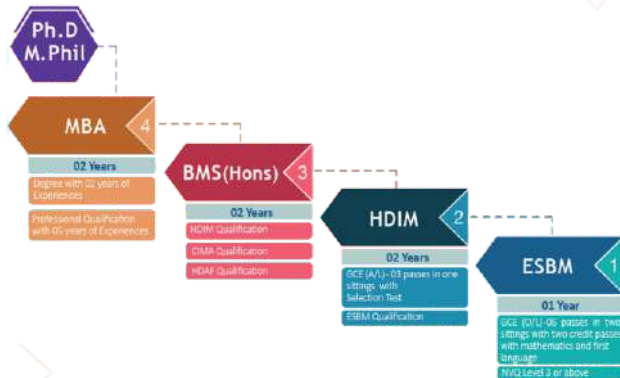 Ph.D
M.Phil
MBA
4
02 Years
Degree with 02 years of
Experiences
Professional Qualification
with 05 years of Experiences
BMS(Hons)
3
02 Years
HDIM Qualification
CIMA Qualification
HDAF Qualification
HDIM
2
02 Years
GCE (A/L)- 03 passes in one
sittings with
Selection Test
ESBM Qualification
ESBM
1
01 Year
GCE (O/L)-06 passes in two
sittings with two credit passes
with mathematics and first
language
NVQ Level 3 or above